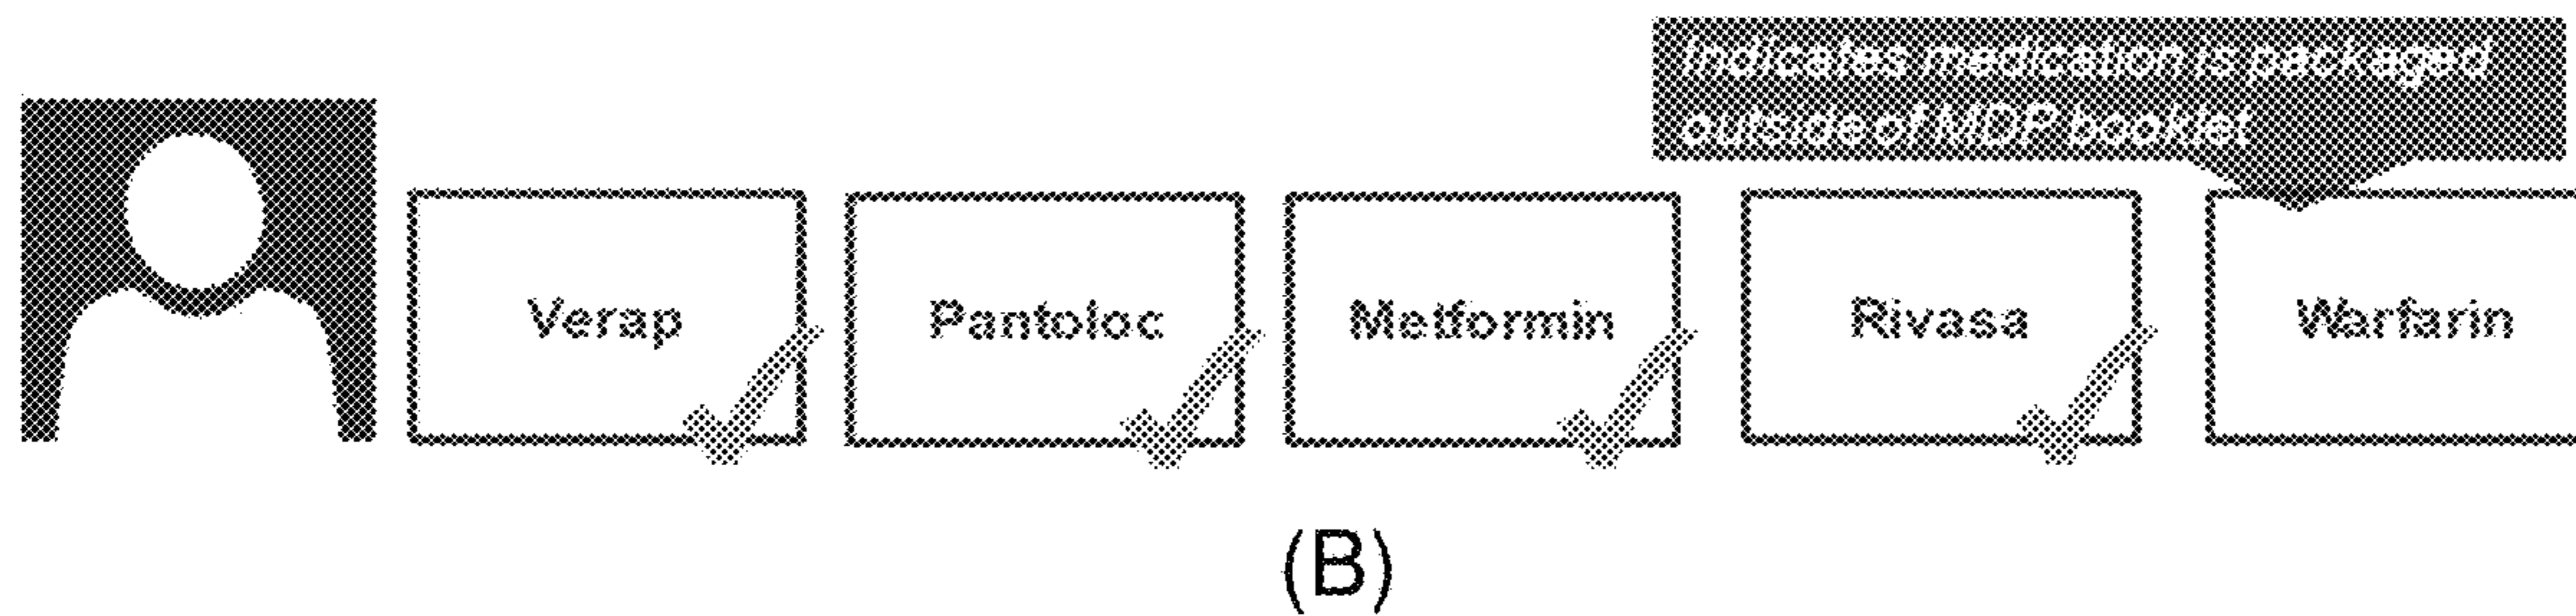 Indicates medication is packaged
outside of MDP booklet
Verap
Pantoloc
Metformin
Rivasa
Warfarin
(B)